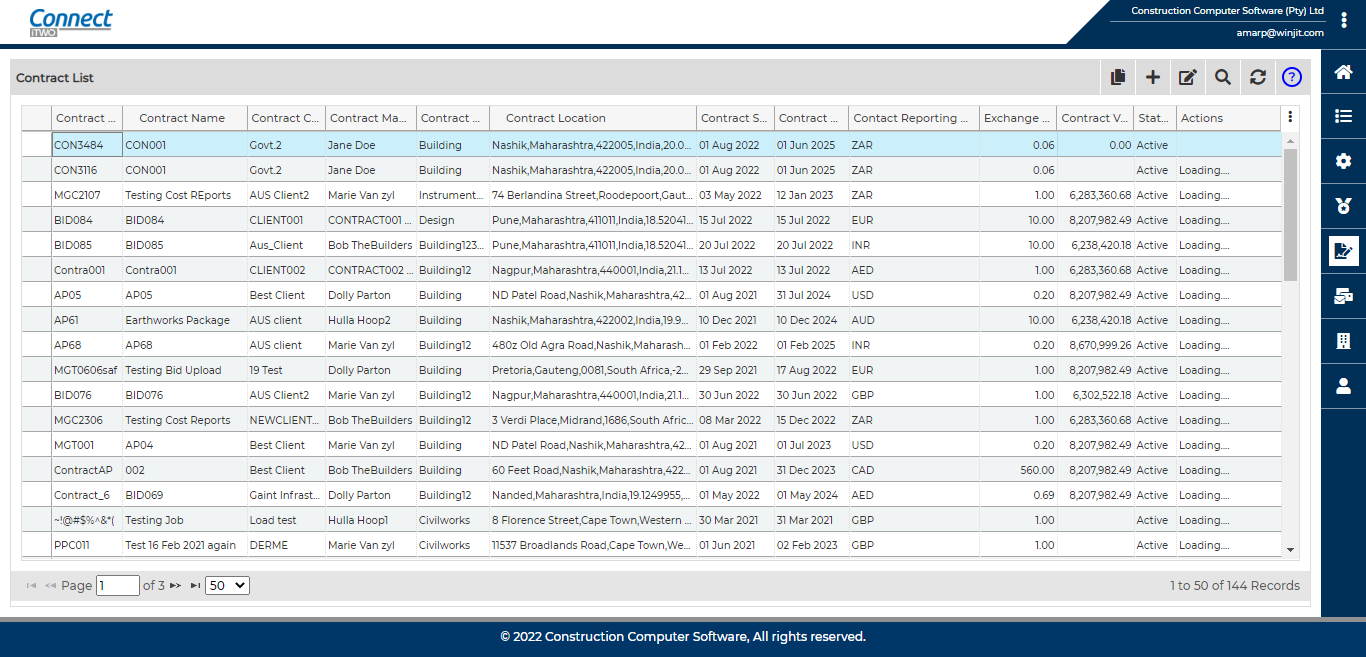 Connect
iTWO
Construction Computer Software (Pty) Ltd
amarp@winjit.com
Contract List
?
Contract ... Contract Name Contract C... Contract Ma... Contract ... Contract Location Contract S... Contract ... Contact Reporting ... Exchange ... Contract V... Stat... Actions
CON3484 CON001 Govt.2 Jane Doe Building Nashik,Maharashtra,422005,India,20.0... 01 Aug 2022 01 Jun 2025 ZAR 0.06 0.00 Active
CON3116 CON001 Govt.2 Jane Doe Building Nashik,Maharashtra,422005,India,20.0... 01 Aug 2022 01 Jun 2025 ZAR 0.06 Active Loading....
MGC2107 Testing Cost REports AUS Client2 Marie Van zyl Instrument... 74 Berlandina Street,Roodepoort,Gaut... 03 May 2022 12 Jan 2023 ZAR 1.00 6,283,360.68 Active Loading....
BID084 BID084 CLIENT001 CONTRACT001 ... Design Pune,Maharashtra,411011,India,18.52041... 15 Jul 2022 15 Jul 2022 EUR 10.00 8,207,982.49 Active Loading....
BID085 BID085 Aus_Client Bob TheBuilders Building123... Pune,Maharashtra,411011,India,18.52041... 20 Jul 2022 20 Jul 2022 INR 10.00 6,238,420.18 Active Loading....
Contra001 Contra001 CLIENT002 CONTRACT002 ... Building12 Nagpur,Maharashtra,440001,India,21.1... 13 Jul 2022 13 Jul 2022 AED 1.00 6,283,360.68 Active Loading....
AP05 AP05 Best Client Dolly Parton Building ND Patel Road,Nashik,Maharashtra,42... 01 Aug 2021 31 Jul 2024 USD 0.20 8,207,982.49 Active Loading....
AP61 Earthworks Package AUS client Hulla Hoop2 Building Nashik,Maharashtra,422002,India,19.9... 10 Dec 2021 10 Dec 2024 AUD 10.00 6,238,420.18 Active Loading....
AP68 AP68 AUS client Marie Van zyl Building12 480z Old Agra Road,Nashik,Maharash... 01 Feb 2022 01 Feb 2025 INR 0.20 8,670,999.26 Active Loading....
MGT0606saf Testing Bid Upload 19 Test Dolly Parton Building Pretoria,Gauteng,0081,South Africa,-2... 29 Sep 2021 17 Aug 2022 EUR 1.00 8,207,982.49 Active Loading....
BID076 BID076 AUS Client2 Marie Van zyl Building12 Nagpur,Maharashtra,440001,India,21.1... 30 Jun 2022 30 Jun 2022 GBP 1.00 6,302,522.18 Active Loading....
MGC2306 Testing Cost Reports NEWCLIENT... Bob TheBuilders Building12 3 Verdi Place,Midrand,1686,South Afric... 08 Mar 2022 15 Dec 2022 ZAR 1.00 6,283,360.68 Active Loading....
MGT001 AP04 Best Client Marie Van zyl Building ND Patel Road,Nashik,Maharashtra,42... 01 Aug 2021 01 Jul 2023 USD 0.20 8,207,982.49 Active Loading....
ContractAP 002 Best Client Bob TheBuilders Building 60 Feet Road,Nashik,Maharashtra,422... 01 Aug 2021 31 Dec 2023 CAD 560.00 8,207,982.49 Active Loading....
Contract_6 BID069 Gaint Infrast... Dolly Parton Building12 Nanded,Maharashtra,India,19.1249955,... 01 May 2022 01 May 2024 AED 0.69 8,207,982.49 Active Loading....
~!@#$%^&*( Testing Job Load test Hulla Hoop1 Civilworks 8 Florence Street,Cape Town,Western ... 30 Mar 2021 31 Mar 2021 GBP 1.00 Active Loading....
PPC011 Test 16 Feb 2021 again DERME Marie Van zyl Civilworks 11537 Broadlands Road,Cape Town,We... 01 Jun 2021 02 Feb 2023 GBP 1.00 Active Loading....
Page 1 of 3 50 1 to 50 of 144 Records
© 2022 Construction Computer Software, All rights reserved.